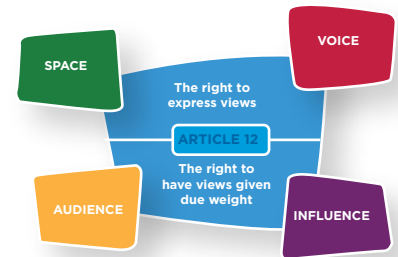 SPACE
VOICE
The right to
express views
ARTICLE 12
The right to
have views given
due weight
AUDIENCE
INFLUENCE